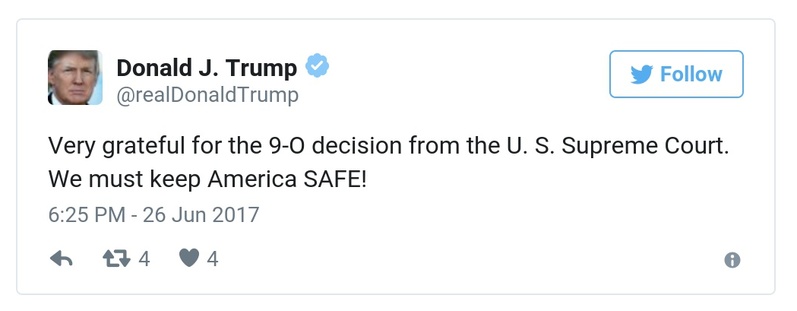 Donald J. Trump
@realDonaldTrump
Follow
Very grateful for the 9-O decision from the U. S. Supreme Court.
We must keep America SAFE!
6:25 PM - 26 Jun 2017
4 4